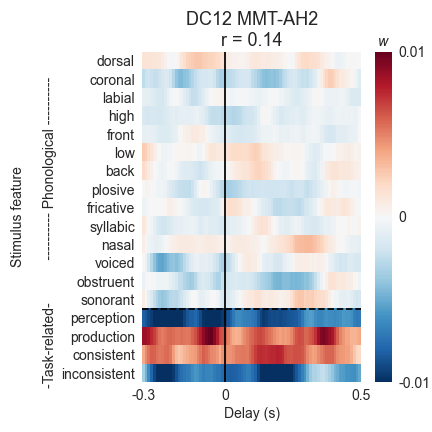 DC12 MMT-AH2
r = 0.14
w
dorsal
coronal
labial
high
front
low
back
plosive
fricative
syllabic
nasal
voiced
obstruent
sonorant
perception
production
consistent
inconsistent
Stimulus feature
-Task-related- ----------- Phonological -----------
0.01
0
-0.01
-0.3 0 0.5
Delay (s)